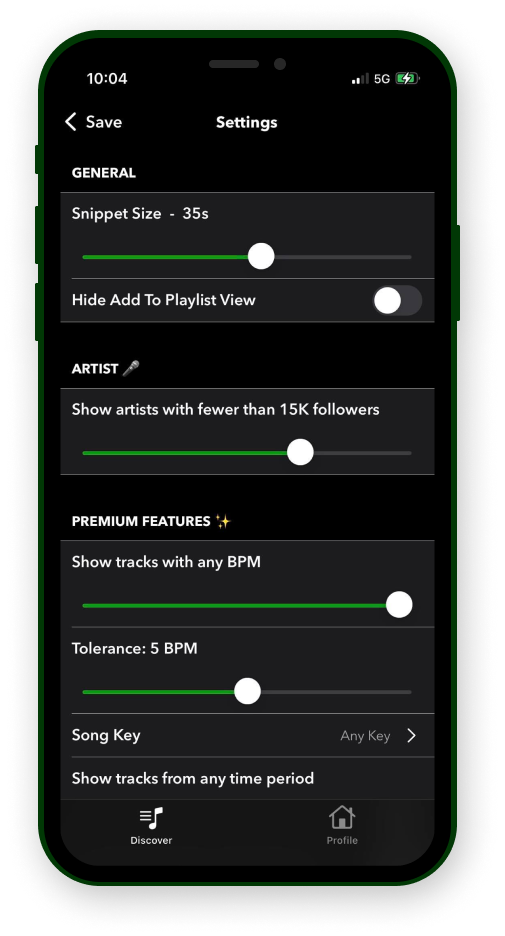 10:04
5G
Save
Settings
GENERAL
Snippet Size - 35s
Hide Add To Playlist View
ARTIST 🎤
Show artists with fewer than 15K followers
PREMIUM FEATURES ✨
Show tracks with any BPM
Tolerance: 5 BPM
Song Key
Any Key
Show tracks from any time period
Discover
Profile